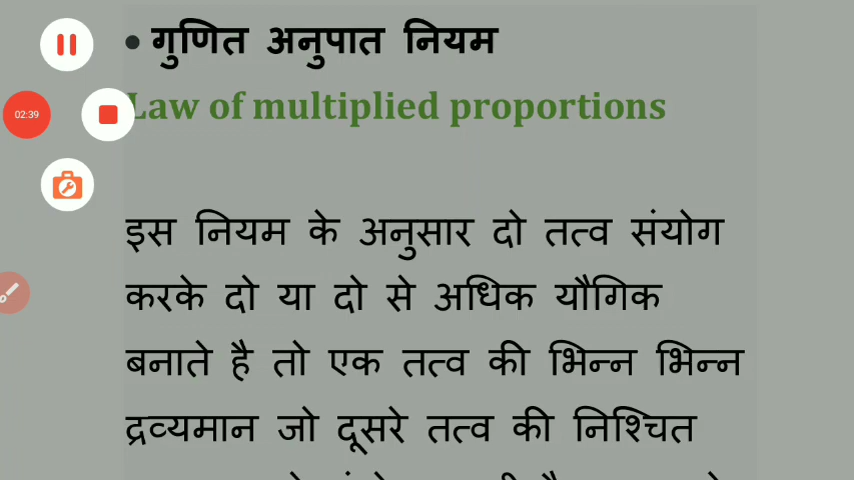 • गुणित अनुपात नियम
Law of multiplied proportions
02:39
इस नियम के अनुसार दो तत्व संयोग
करके दो या दो से अधिक यौगिक
बनाते है तो एक तत्व की भिन्न भिन्न
द्रव्यमान जो दूसरे तत्व की निश्चित